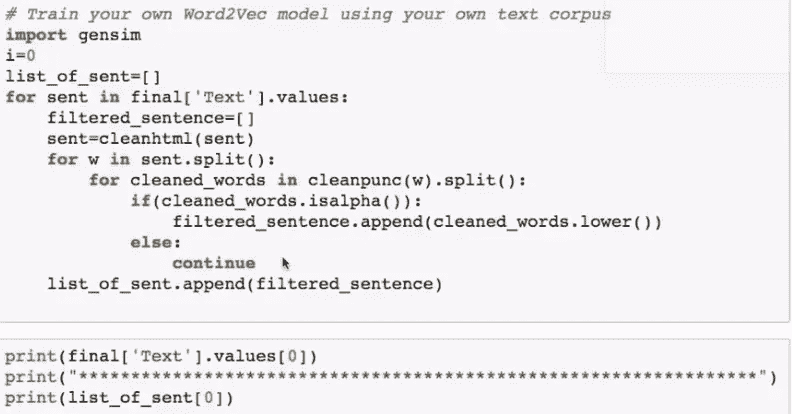 # Train your own Word2Vec model using your own text corpus
import gensim
i=0
list_of_sent=[]
for sent in final['Text'].values:
    filtered_sentence=[]
    sent=cleanhtml(sent)
    for w in sent.split():
        for cleaned_words in cleanpunc(w).split():
            if(cleaned_words.isalpha()):
                filtered_sentence.append(cleaned_words.lower())
            else:
                continue
    list_of_sent.append(filtered_sentence)
print(final['Text'].values[0])
print("*****************************************************************")
print(list_of_sent[0])